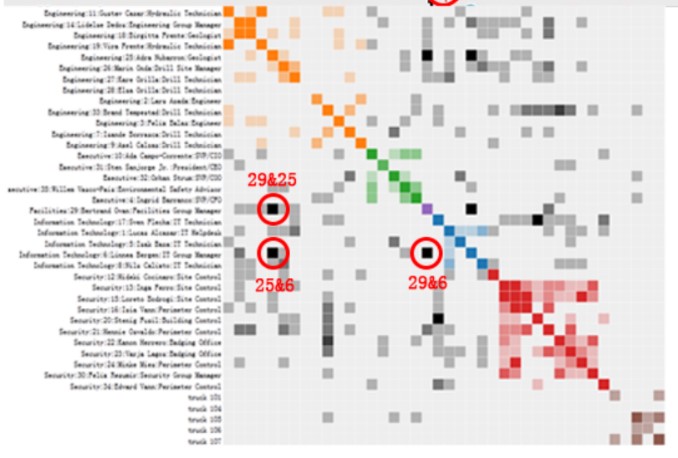 Engineering:11:Gustav Cazar:Hydraulic Technician
Engineering:14:Lidelse Dedos:Engineering Group Manager
Engineering:18:Birgitta Frente:Geologist
Engineering:19:Vira Frente:Hydraulic Technician
Engineering:25:Adra Nubarron:Geologist
Engineering:26:Marin Onda:Drill Site Manager
Engineering:27:Kare Orilla:Drill Technician
Engineering:28:Elsa Orilla:Drill Technician
Engineering:2:Lars Azada:Engineer
Engineering:33:Brand Tempestad:Drill Technician
Engineering:3:Felix Balas:Engineer
Engineering:7:Isande Borrasca:Drill Technician
Engineering:9:Axel Calzas:Drill Technician
Executive:10:Ada Campo-Corrente:SVP/CIO
Executive:31:Sten Sanjorge Jr.:President/CEO
Executive:32:Orhan Strum:SVP/COO
29&25
xecutive:35:Willem Vasco-Pais:Environmental Safety Advisor
Executive:4:Ingrid Barranco:SVP/CFO
Facilities:29:Bertrand Ovan:Facilities Group Manager
Information Technology:17:Sven Flecha:IT Technician
Information Technology:1:Lucas Alcazar:IT Helpdesk
Information Technology:5:Isak Baza:IT Technician
Information Technology:6:Linnea Bergen:IT Group Manager
Information Technology:8:Nils Calixto:IT Technician
25&6
29&6
Security:12:Hideki Cocinaro:Site Control
Security:13:Inga Ferro:Site Control
Security:15:Loreto Bodrogi:Site Control
Security:16:Isia Vann:Perimeter Control
Security:20:Stenig Fusil:Building Control
Security:21:Hennie Osvaldo:Perimeter Control
Security:22:Kanon Herrero:Badging Office
Security:23:Varja Lagos:Badging Office
Security:24:Minke Mies:Perimeter Control
Security:30:Felix Resumir:Security Group Manager
Security:34:Edvard Vann:Perimeter Control
truck 101
truck 104
truck 105
truck 106
truck 107